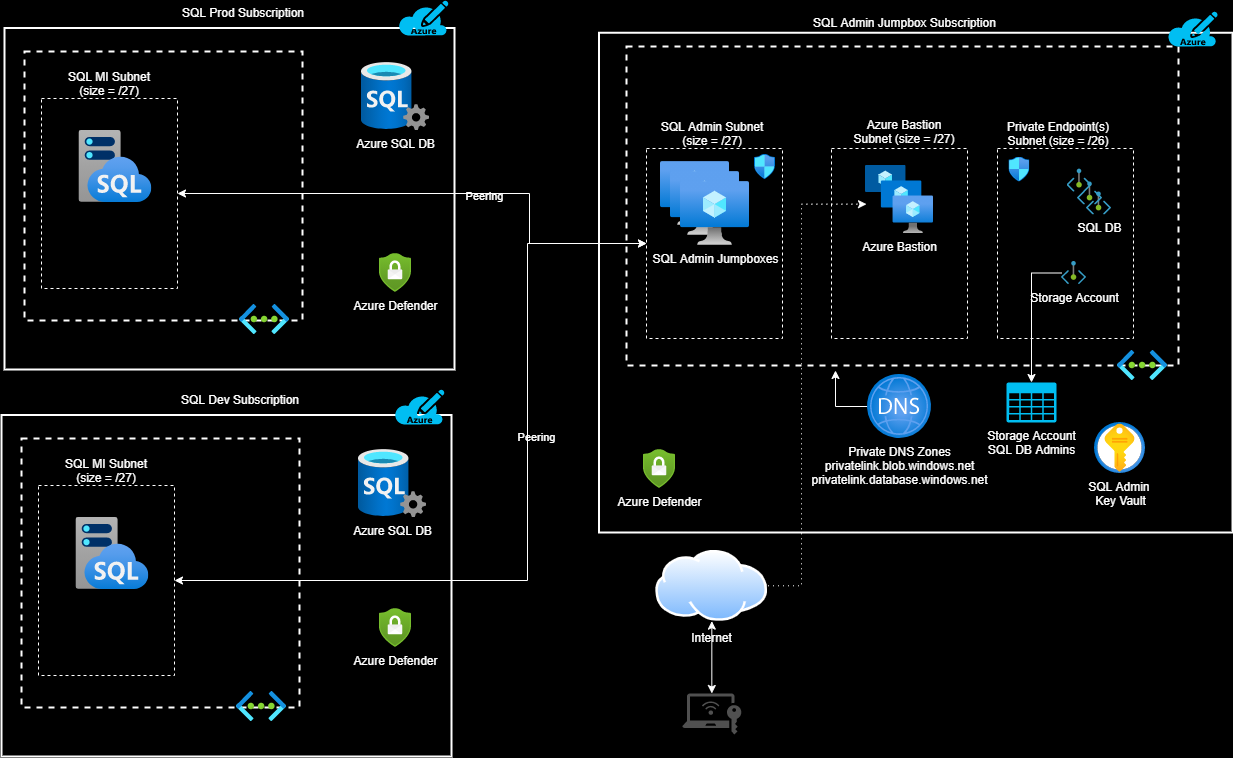 SQL Prod Subscription
Azure
SQL MI Subnet
(size = /27)
SQL
SQL
Azure SQL DB
Azure Defender
Peering
SQL Dev Subscription
Azure
SQL MI Subnet
(size = /27)
SQL
SQL
Azure SQL DB
Azure Defender
Peering
SQL Admin Jumpbox Subscription
Azure
SQL Admin Subnet
(size = /27)
SQL Admin Jumpboxes
Azure Bastion
Subnet (size = /27)
Azure Bastion
Private Endpoint(s)
Subnet (size = /26)
SQL DB
Storage Account
DNS
Private DNS Zones
privatelink.blob.windows.net
privatelink.database.windows.net
Storage Account
SQL DB Admins
SQL Admin
Key Vault
Azure Defender
Internet